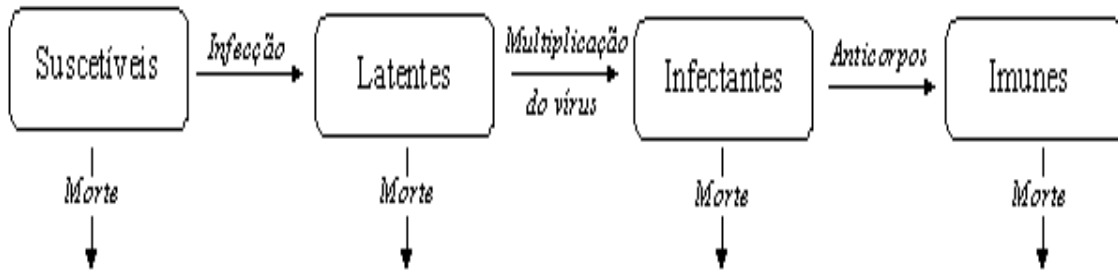 Suscetíveis
Infecção
Latentes
Multiplicação
do vírus
Infectantes
Anticorpos
Imunes
Morte
Morte
Morte
Morte